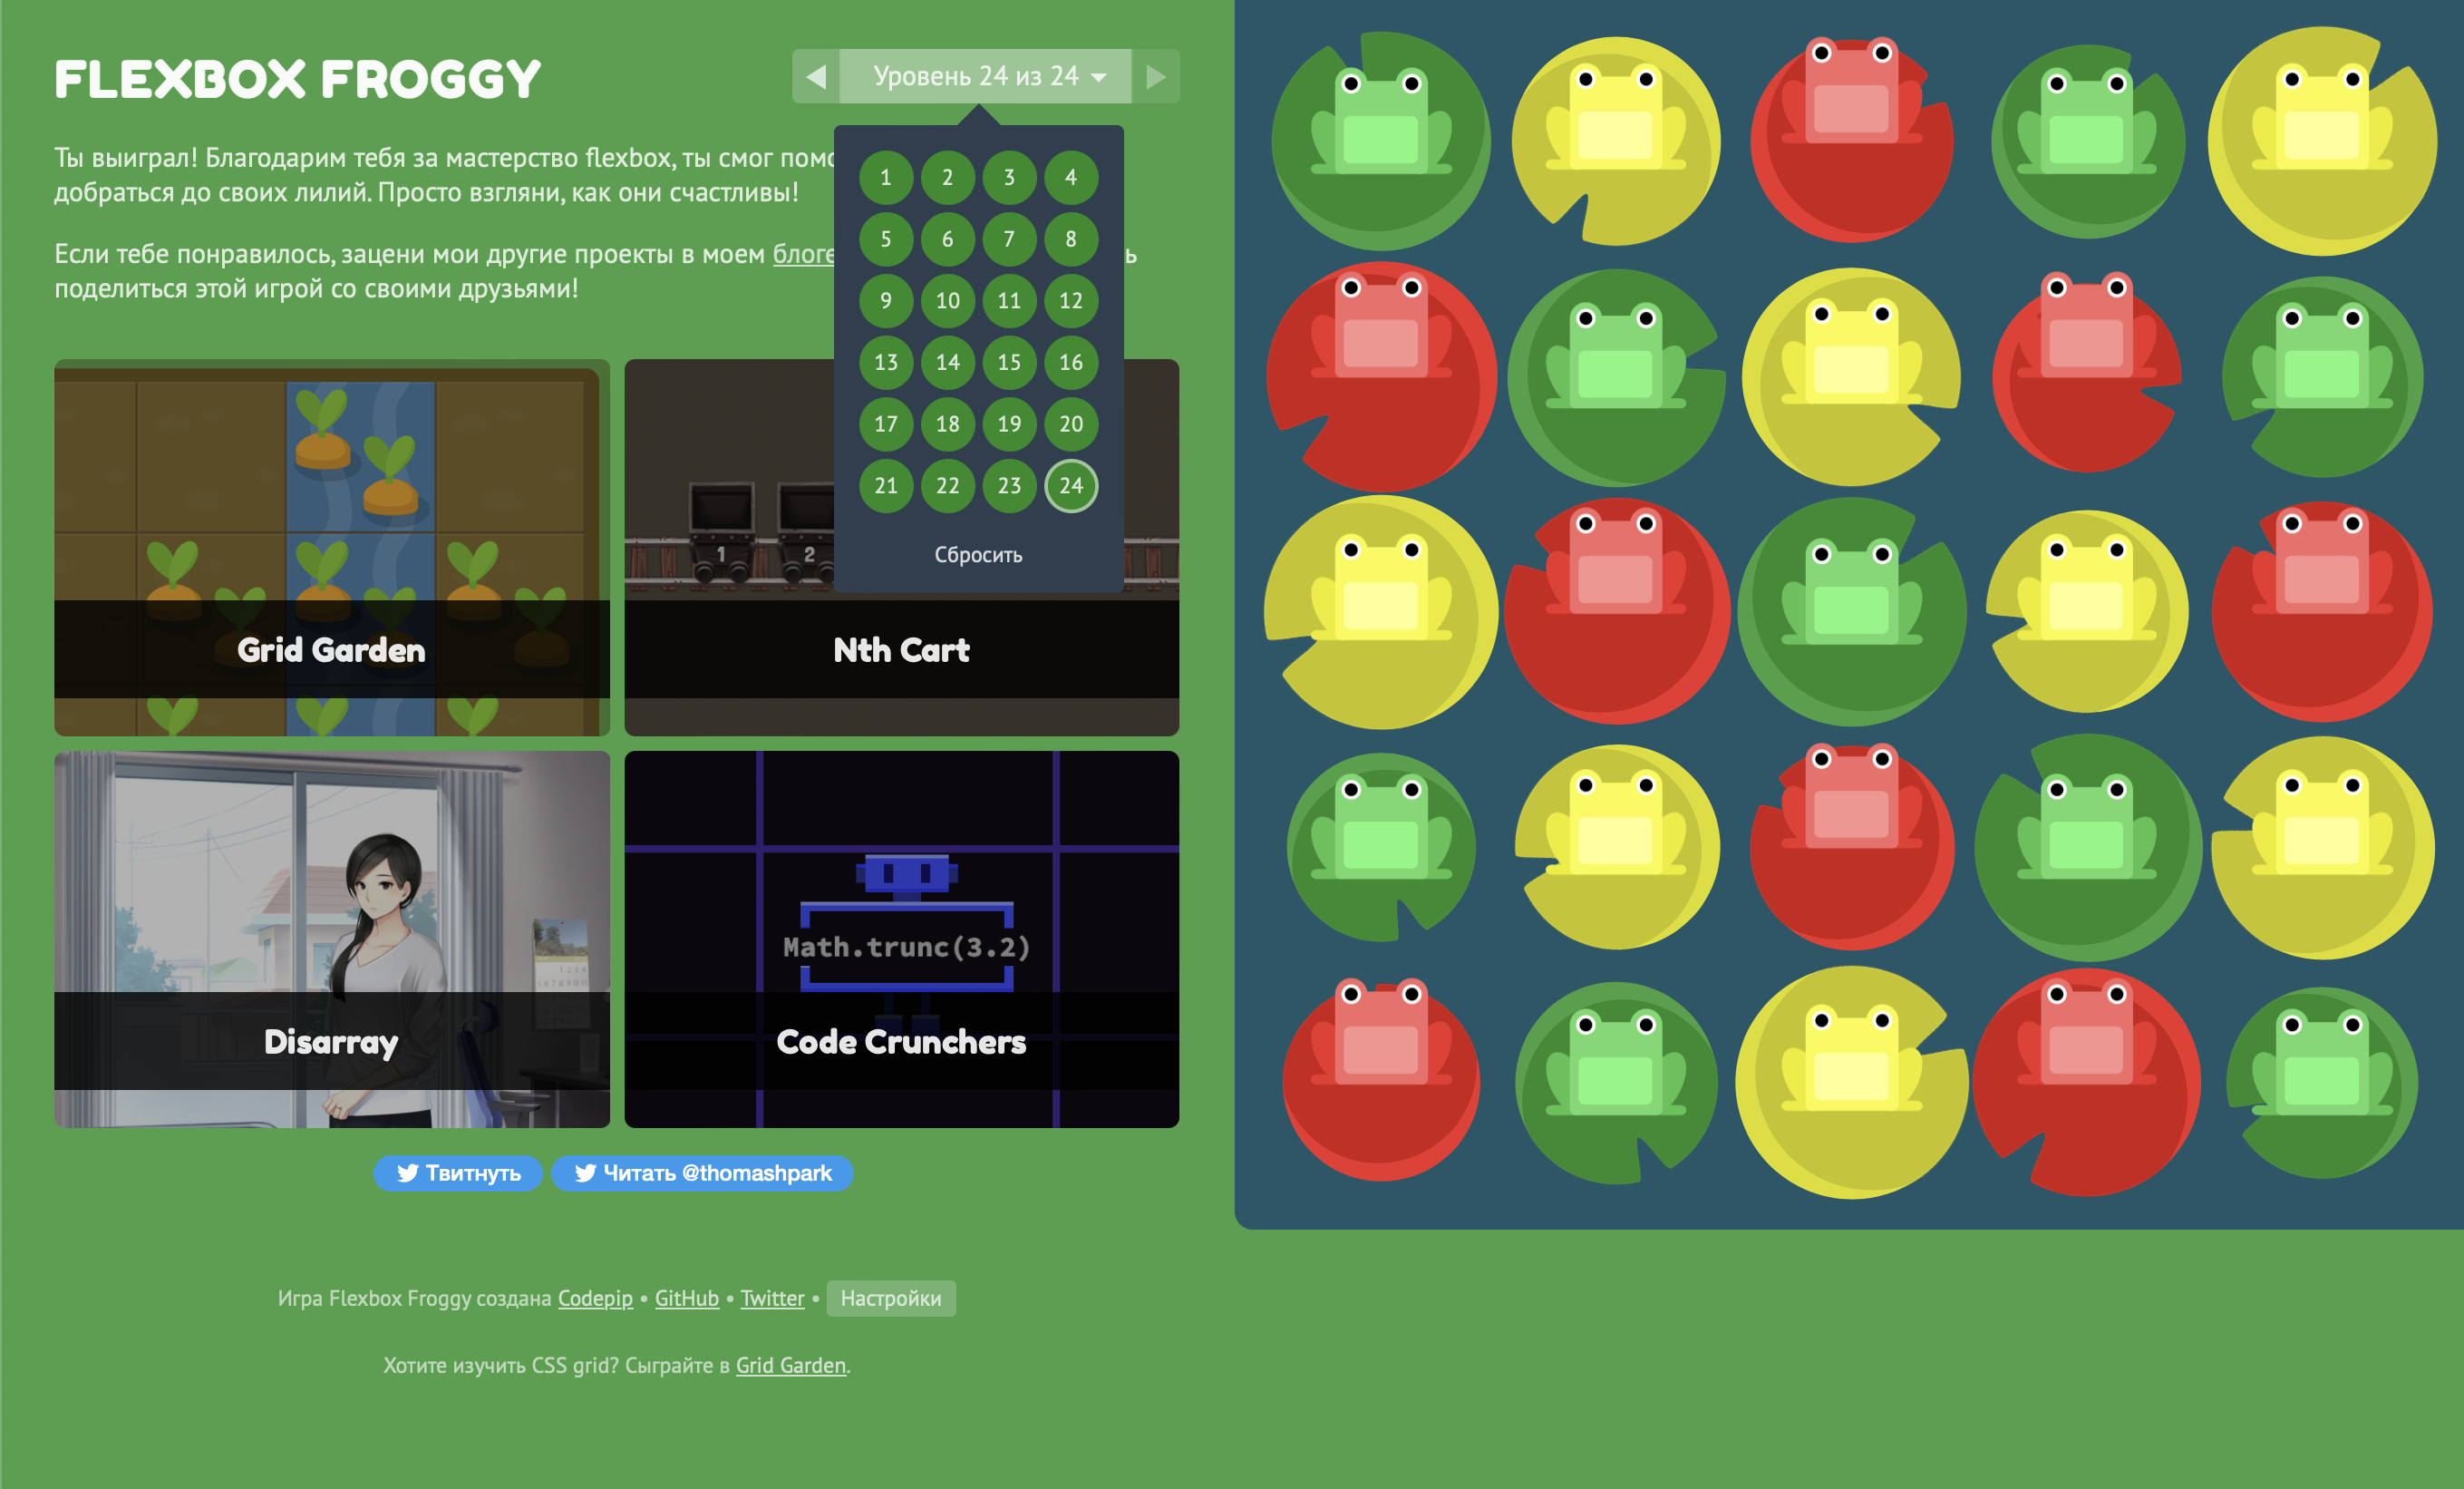 FLEXBOX FROGGY
Уровень 24 из 24
Ты выиграл! Благодарим тебя за мастерство flexbox, ты смог
добраться до своих лилий. Просто взгляни, как они счастливы!
Если тебе понравилось, зацени мои другие проекты в моем блоге
поделиться этой игрой со своими друзьями!
1 2 3 4
5 6 7 8
9 10 11 12
13 14 15 16
17 18 19 20
21 22 23 24
Сбросить
1 2
Grid Garden
Nth Cart
Math.trunc(3.2)
Disarray
Code Crunchers
Твитнуть
Читать @thomashpark
Игра Flexbox Froggy создана Codepip • GitHub • Twitter • Настройки
Хотите изучить CSS grid? Сыграйте в Grid Garden.